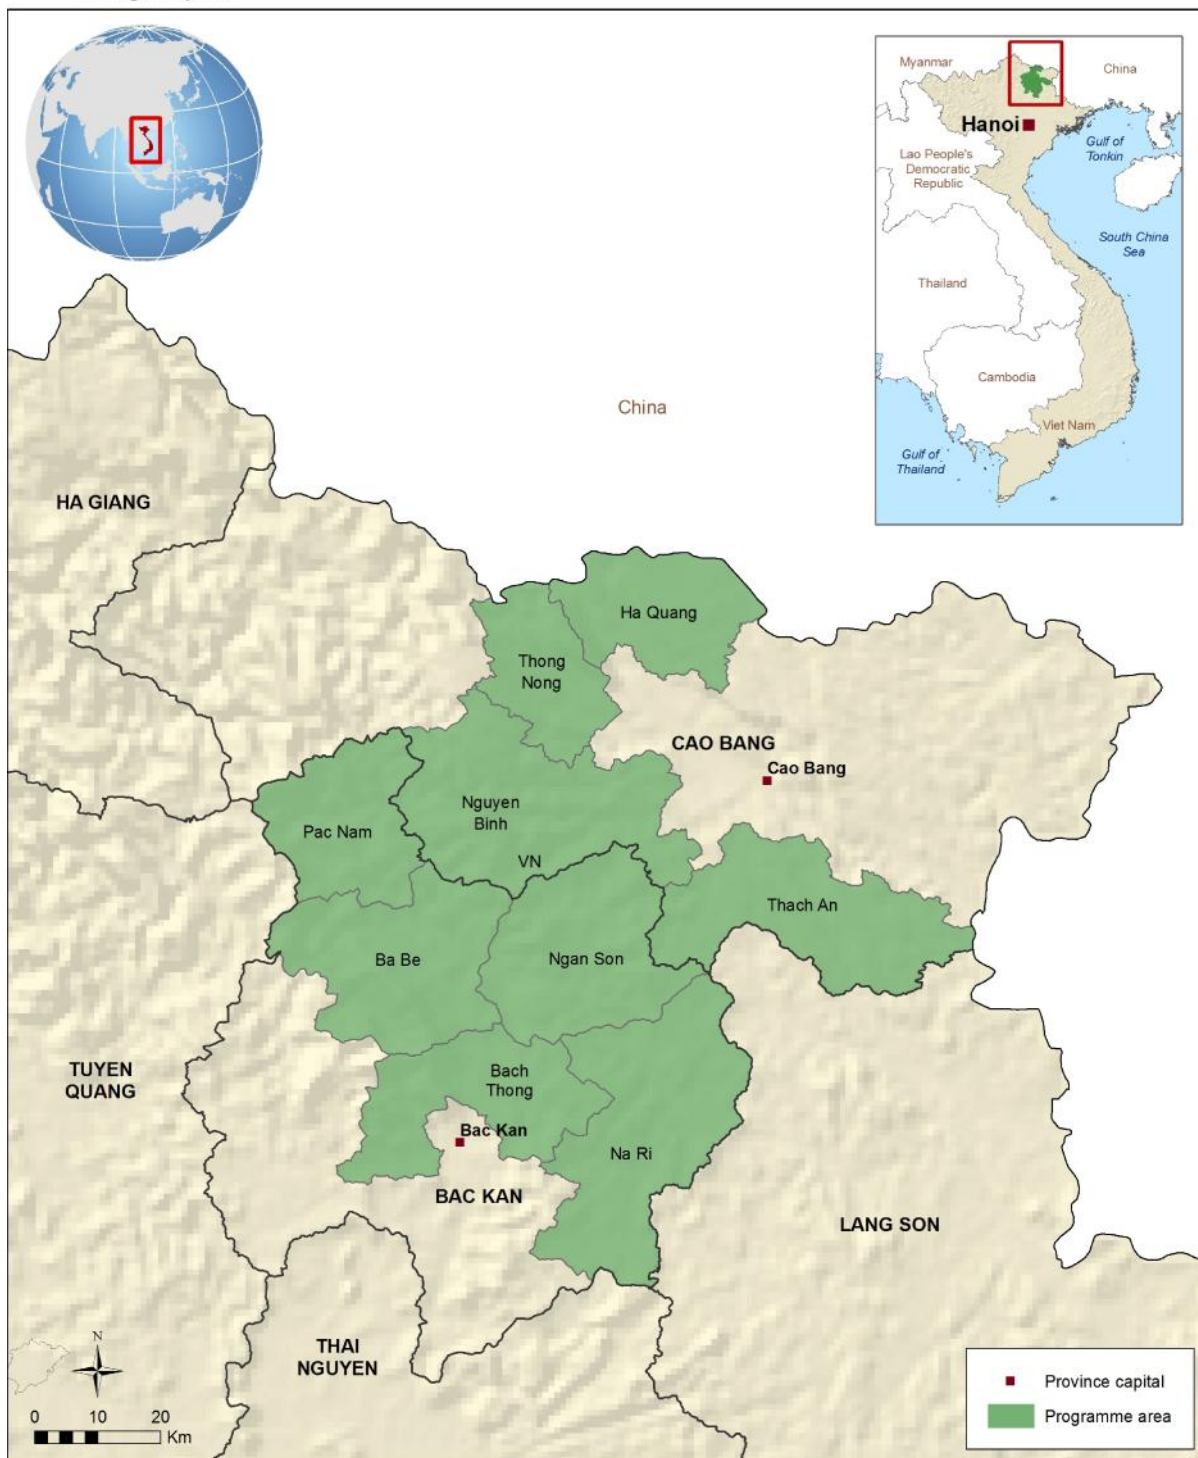 Myanmar
China
Hanoi
Gulf of
Tonkin
Lao People's
Democratic
Republic
South China
Sea
Thailand
Cambodia
Viet Nam
Gulf of
Thailand
China
HA GIANG
Ha Quang
Thong
Nong
CAO BANG
Cao Bang
Nguyen
Binh
Pac Nam
VN
Thach An
Ba Be
Ngan Son
TUYEN
QUANG
Bach
Thong
Bac Kan
Na Ri
BAC KAN
LANG SON
THAI
NGUYEN
N
0 10 20
Km
Province capital
Programme area